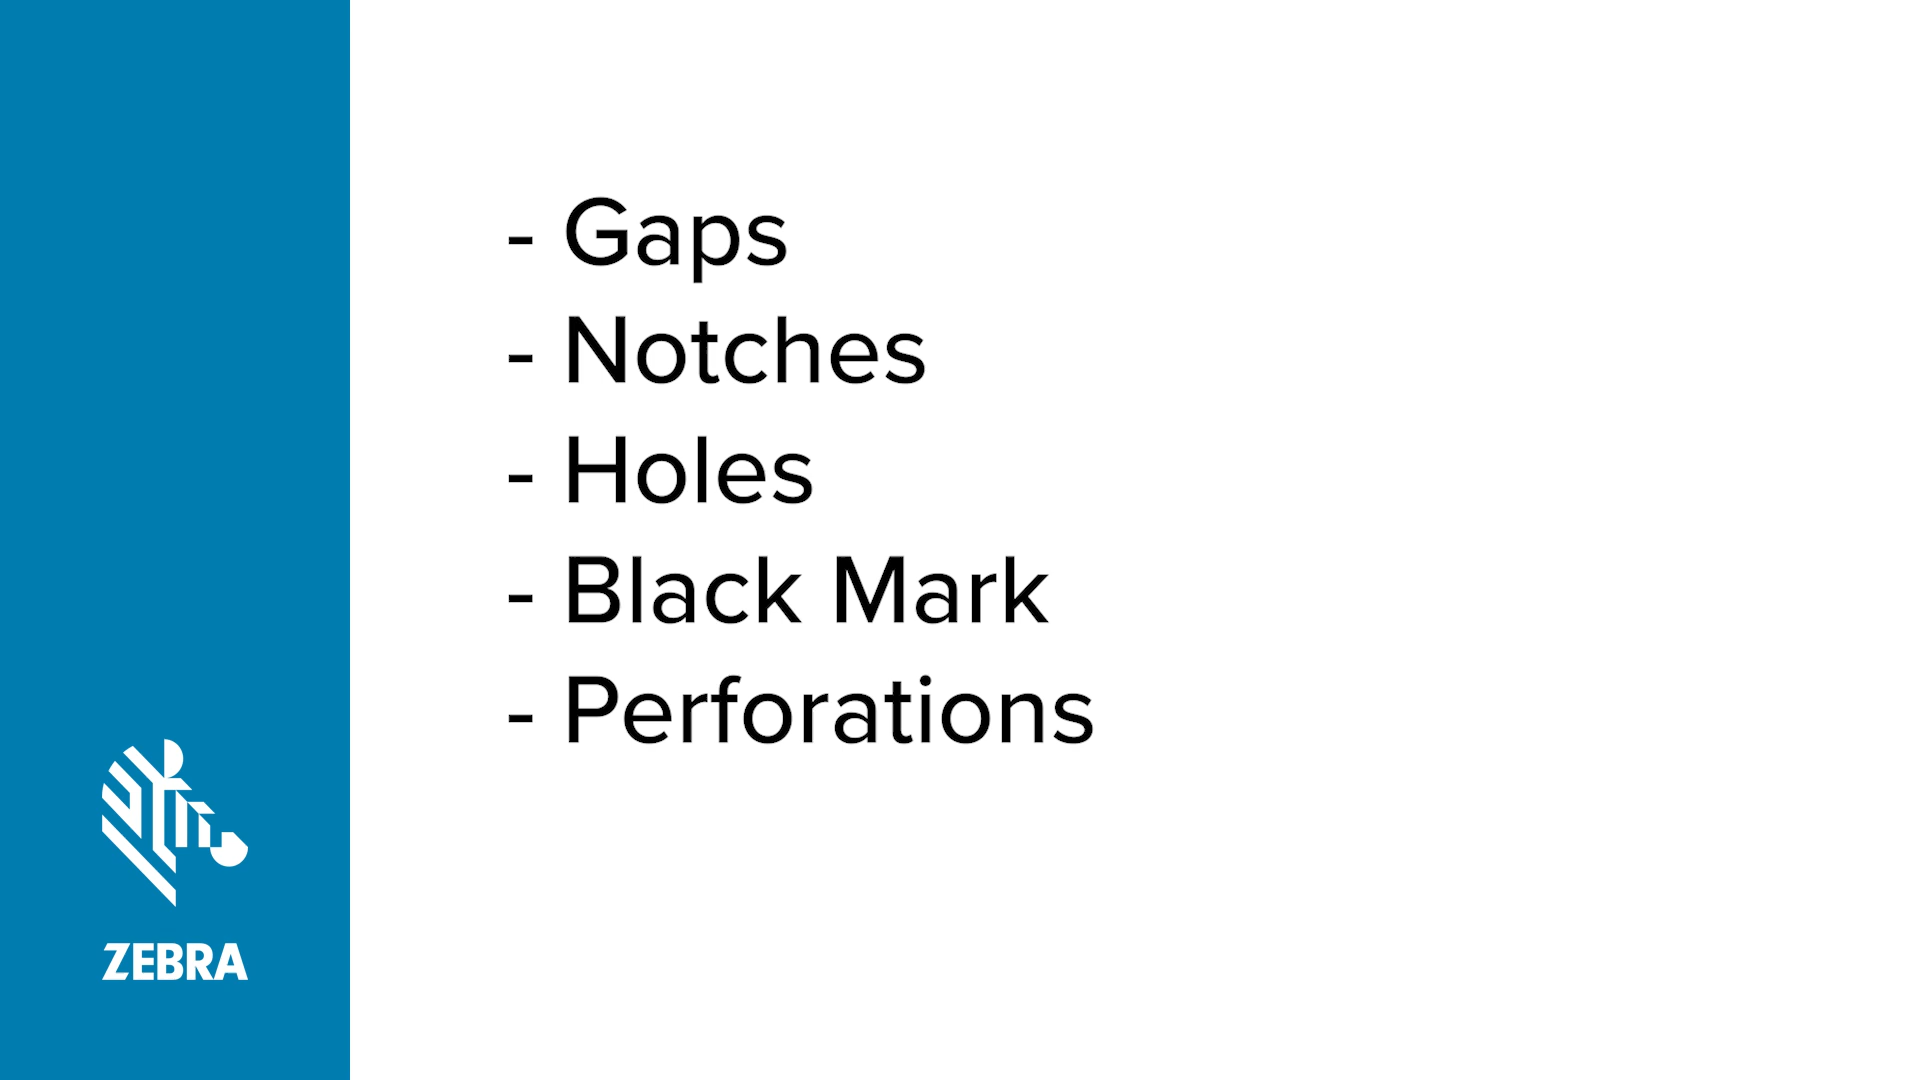 - Gaps
- Notches
- Holes
- Black Mark
- Perforations
ZEBRA